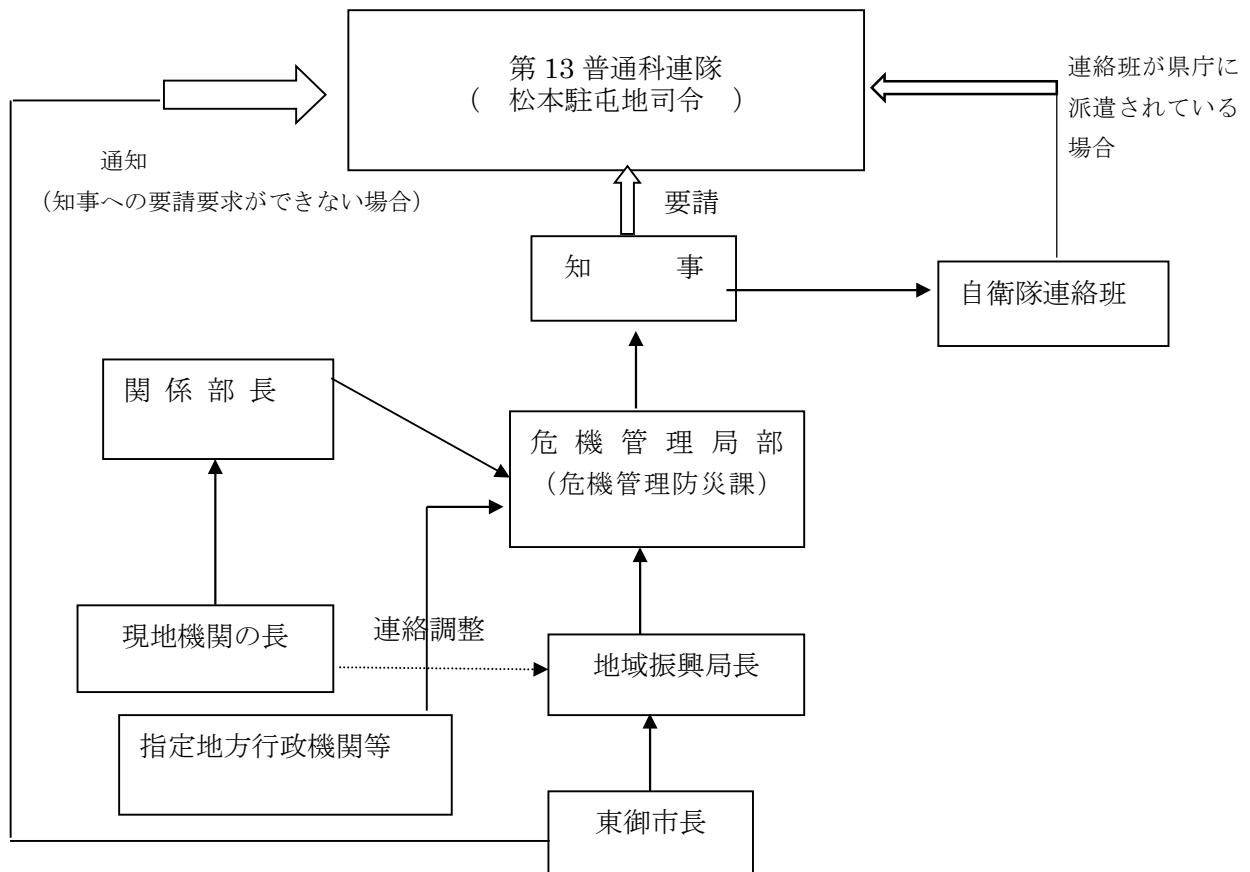 第 13 普通科連隊
（　松本駐屯地司令　）
連絡班が県庁に
派遣されている
場合
通知
（知事への要請要求ができない場合）
要請
知　　　事
自衛隊連絡班
関 係 部 長
危 機 管 理 局 部
（危機管理防災課）
現地機関の長
連絡調整
地域振興局長
指定地方行政機関等
東御市長